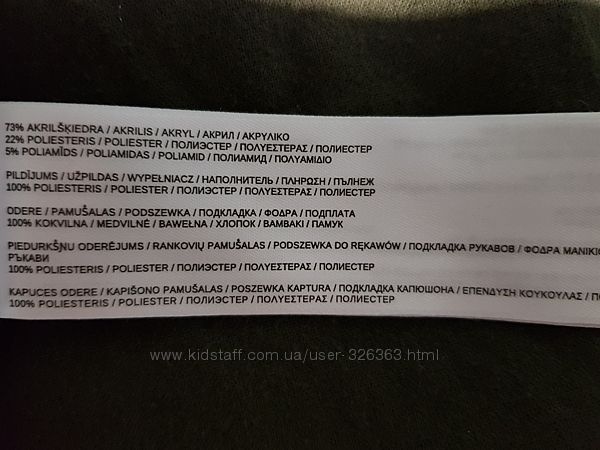 73% AKRILŠĶIEDRA / AKRILIS / AKRYL / АКРИЛ / ΑΚΡΥΛΙΚΟ
22% POLIESTERIS / POLIESTER / ПОЛИЭСТЕР / ΠΟΛΥΕΣΤΕΡΑΣ / ПОЛИЕСТЕР
5% POLIAMĪDS / POLIAMIDAS / POLIAMID / ПОЛИАМИД / ΠΟΛΥΑΜΙΔΙΟ
PILDĪJUMS / UŽPILDAS / WYPEŁNIACZ / НАПОЛНИТЕЛЬ / ΠΛΗΡΩΣΗ / ПЪЛНЕЖ
100% POLIESTERIS / POLIESTER / ПОЛИЭСТЕР / ΠΟΛΥΕΣΤΕΡΑΣ / ПОЛИЕСТЕР
ODERE / PAMUŠALAS / PODSZEWKA / ПОДКЛАДКА / ΦΟΔΡΑ / ПОДПЛАТА
100% KOKVILNA / MEDVILNĖ / BAWEŁNA / ХЛОПОК / ΒΑΜΒΑΚΙ / ПАМУК
PIEDURKŠŅU ODERĒJUMS / RANKOVIŲ PAMUŠALAS / PODSZEWKA DO RĘKAWÓW / ПОДКЛАДКА РУКАВОВ / ΦΟΔΡΑ
РЪКАВИ
100% POLIESTERIS / POLIESTER / ПОЛИЭСТЕР / ΠΟΛΥΕΣΤΕΡΑΣ / ПОЛИЕСТЕР
KAPUCES ODERE / KAPIŠONO PAMUŠALAS / POSZEWKA KAPTURA / ПОДКЛАДКА КАПЮШОНА / ΕΠΕΝΔΥΣΗ ΚΟΥΚΟΥΛΑΣ /
100% POLIESTERIS / POLIESTER / ПОЛИЭСТЕР / ΠΟΛΥΕΣΤΕΡΑΣ / ПОЛИЕСТЕР
www.kidstaff.com.ua/user-326363.html